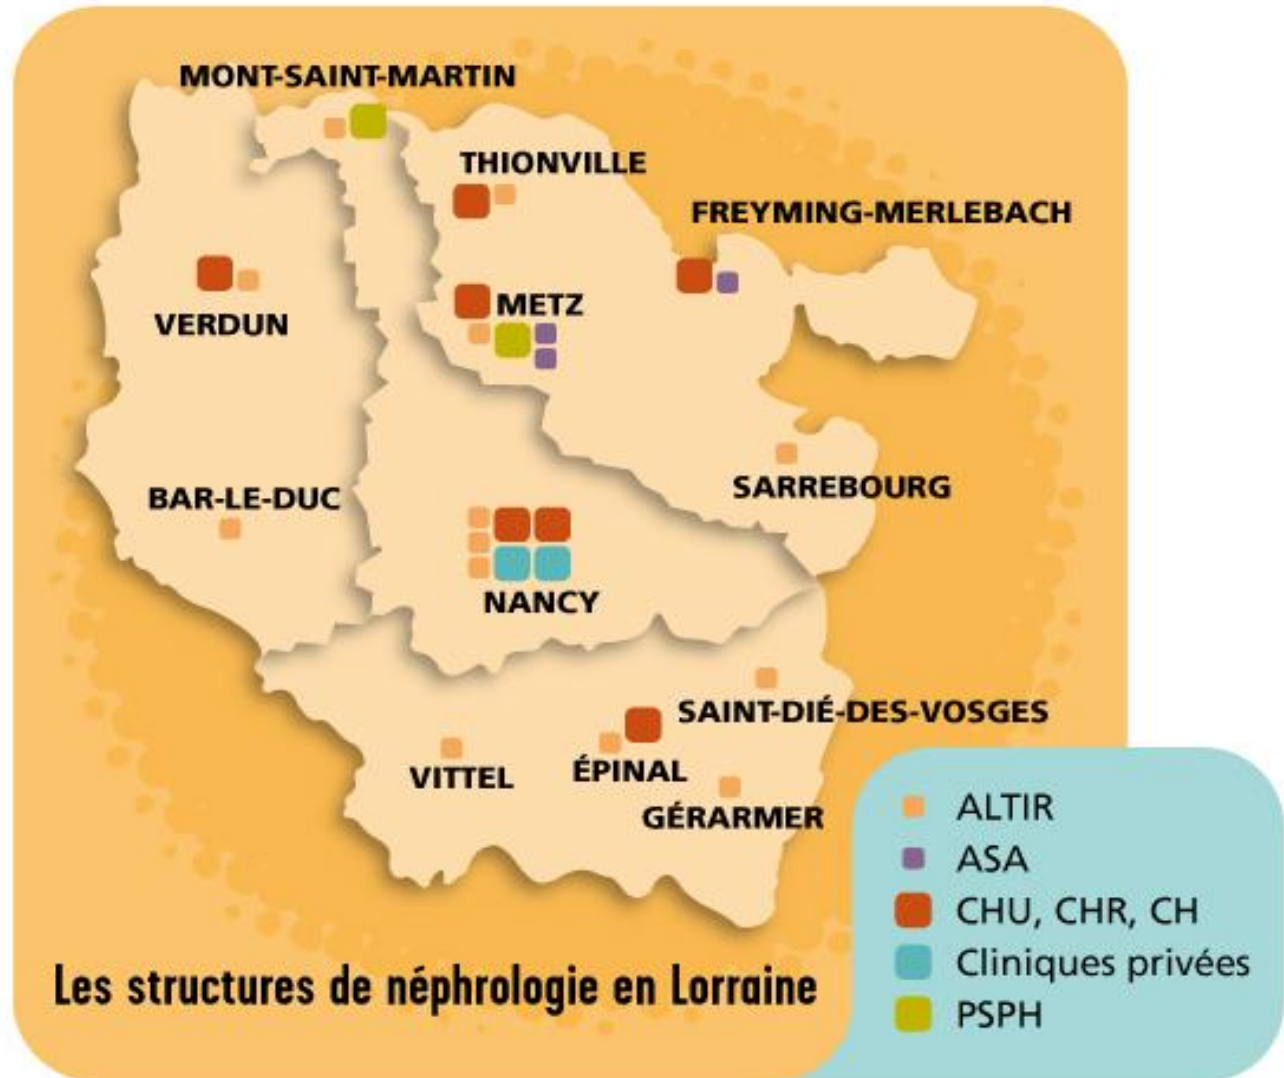 MONT-SAINT-MARTIN
THIONVILLE
FREYMING-MERLEBACH
METZ
VERDUN
SARREBOURG
BAR-LE-DUC
NANCY
SAINT-DIÉ-DES-VOSGES
VITTEL
ÉPINAL
GÉRARMER
ALTIR
ASA
CHU, CHR, CH
Cliniques privées
PSPH
Les structures de néphrologie en Lorraine